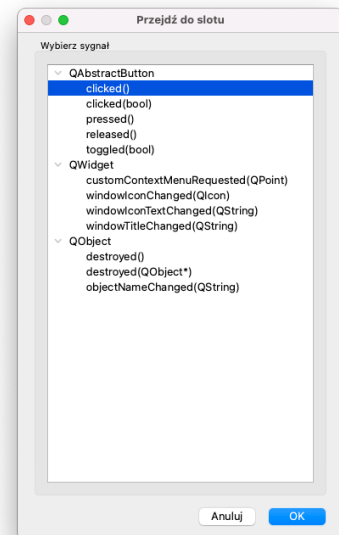 Przejdź do slotu
Wybierz sygnał
QAbstractButton
clicked()
clicked(bool)
pressed()
released()
toggled(bool)
QWidget
customContextMenuRequested(QPoint)
windowIconChanged(QIcon)
windowIconTextChanged(QString)
windowTitleChanged(QString)
QObject
destroyed()
destroyed(QObject*)
objectNameChanged(QString)
Anuluj OK